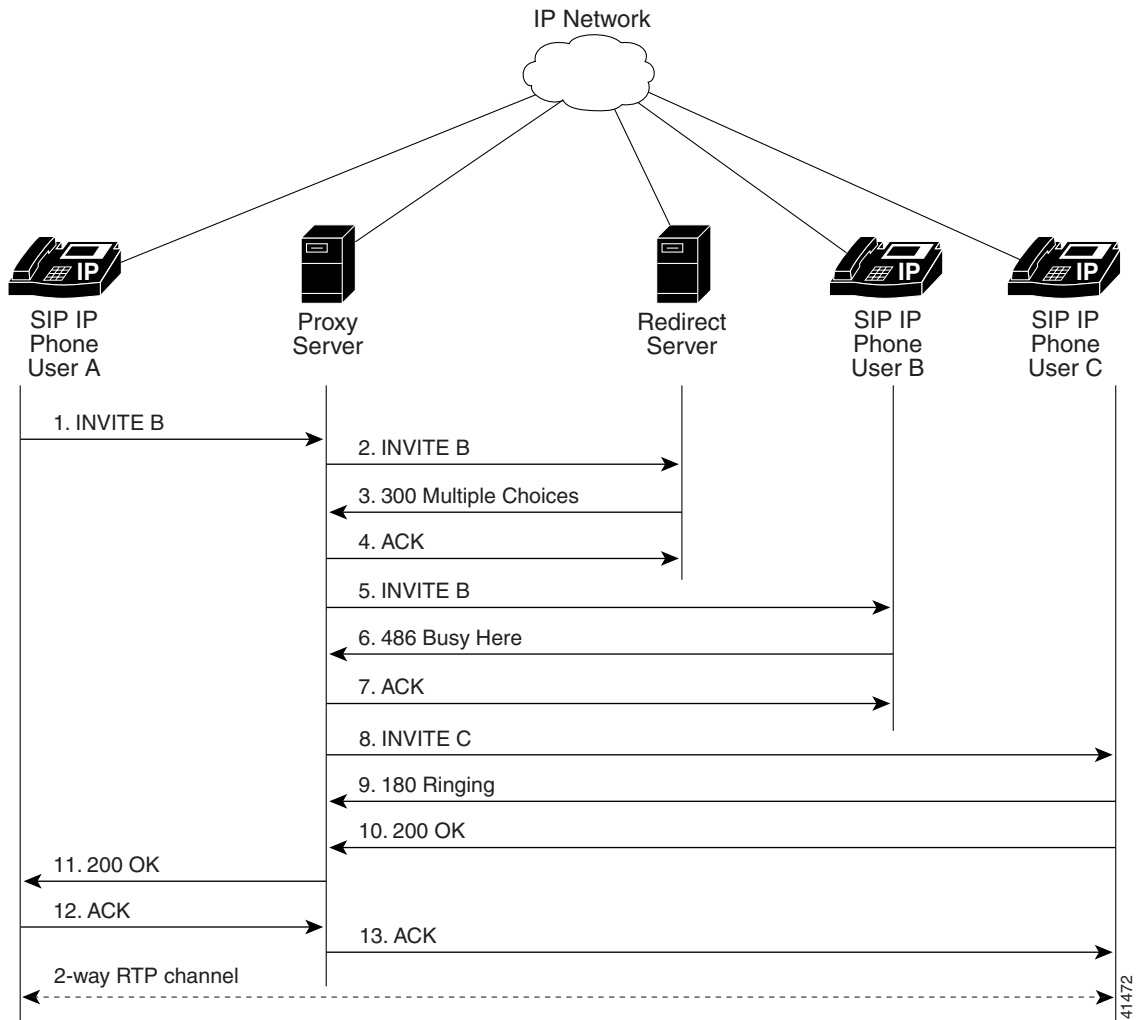 IP Network
IP
IP
IP
SIP IP
Phone
User A
Proxy
Server
Redirect
Server
SIP IP
Phone
User B
SIP IP
Phone
User C
1. INVITE B
2. INVITE B
3. 300 Multiple Choices
4. ACK
5. INVITE B
6. 486 Busy Here
7. ACK
8. INVITE C
9. 180 Ringing
10. 200 OK
11. 200 OK
12. ACK
13. ACK
2-way RTP channel
41472